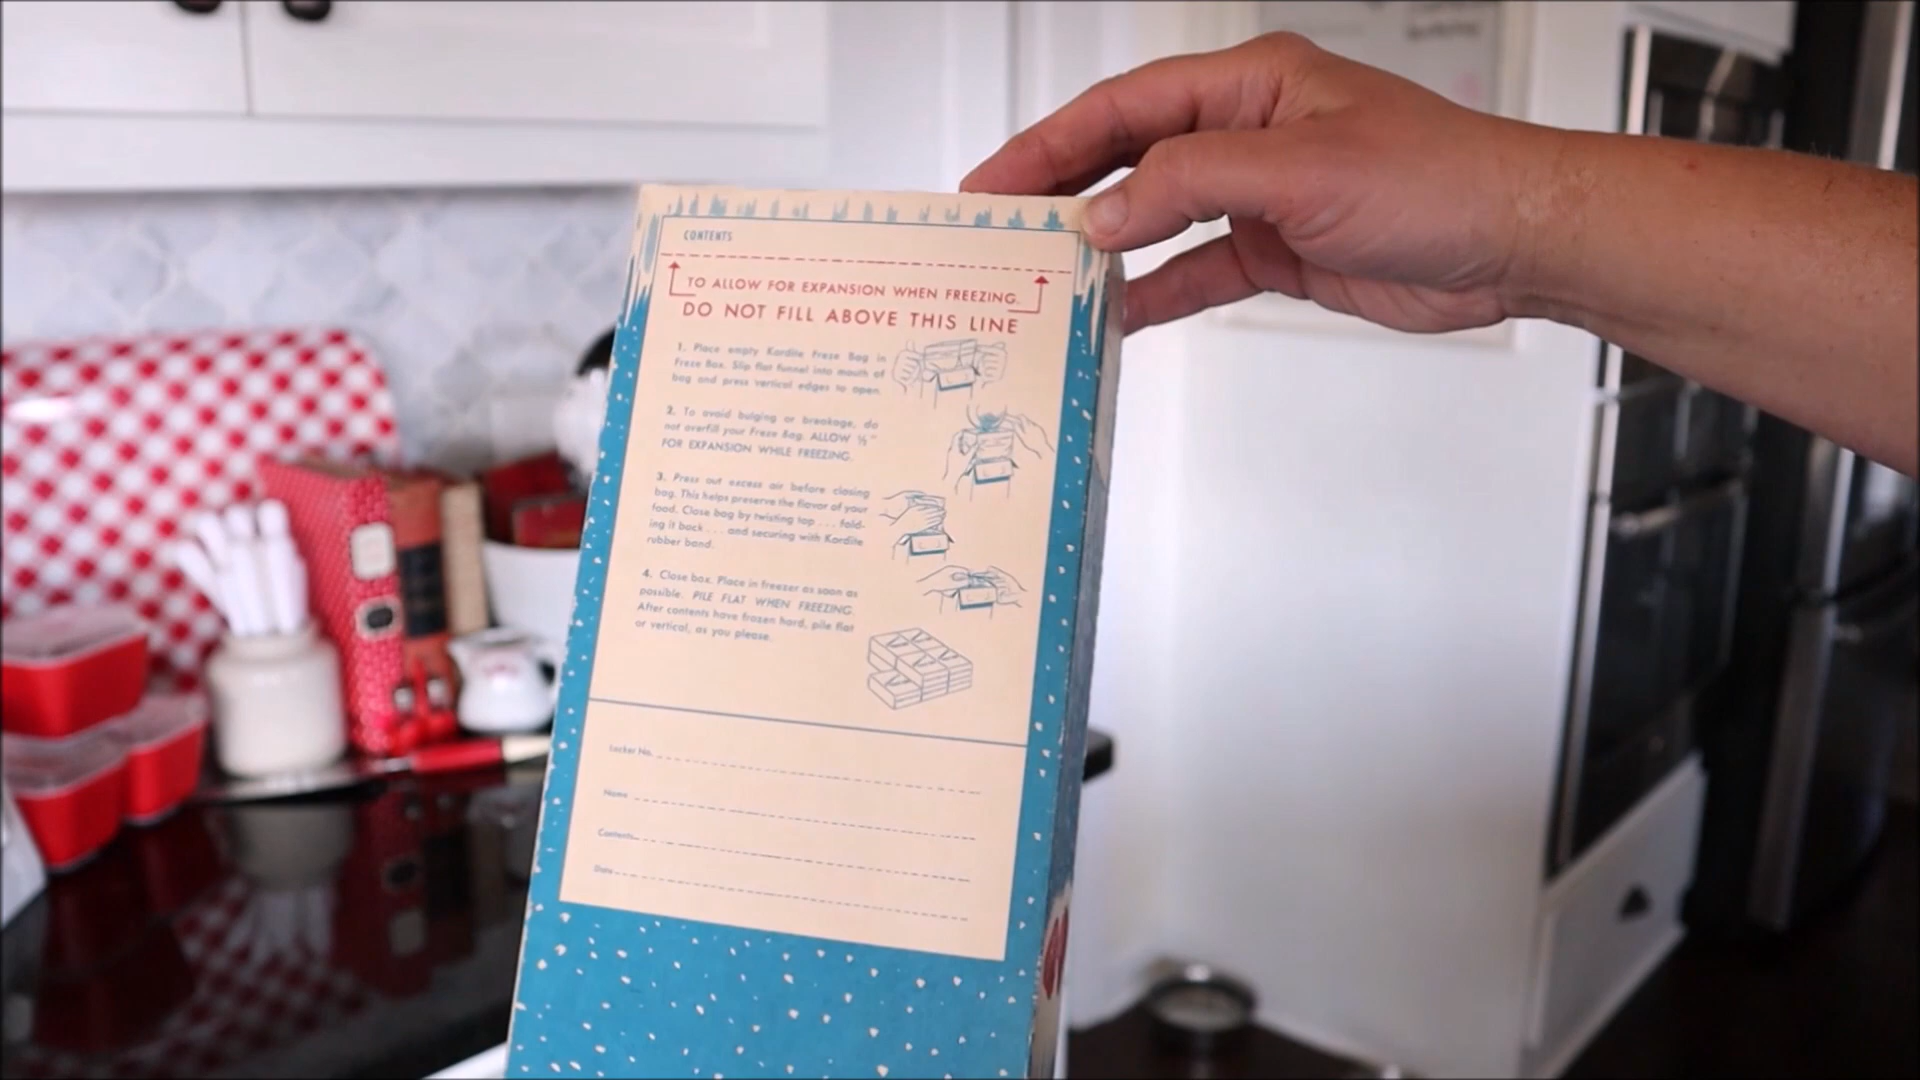 CONTENTS
TO ALLOW FOR EXPANSION WHEN FREEZING.
DO NOT FILL ABOVE THIS LINE
1. Place empty Kordite Freze Bag in
Freze Box. Slip flat funnel into mouth of
bag and press vertical edges to open.
2. To avoid bulging or breakage, do
not overfill your Freze Bag. ALLOW ½"
FOR EXPANSION WHILE FREEZING.
3. Press out excess air before closing
bag. This helps preserve the flavor of your
food. Close bag by twisting top . . . fold-
ing it back . . . and securing with Kordite
rubber band.
4. Close box. Place in freezer as soon as
possible. PILE FLAT WHEN FREEZING.
After contents have frozen hard, pile flat
or vertical, as you please.
Locker No.
Name
Contents
Date